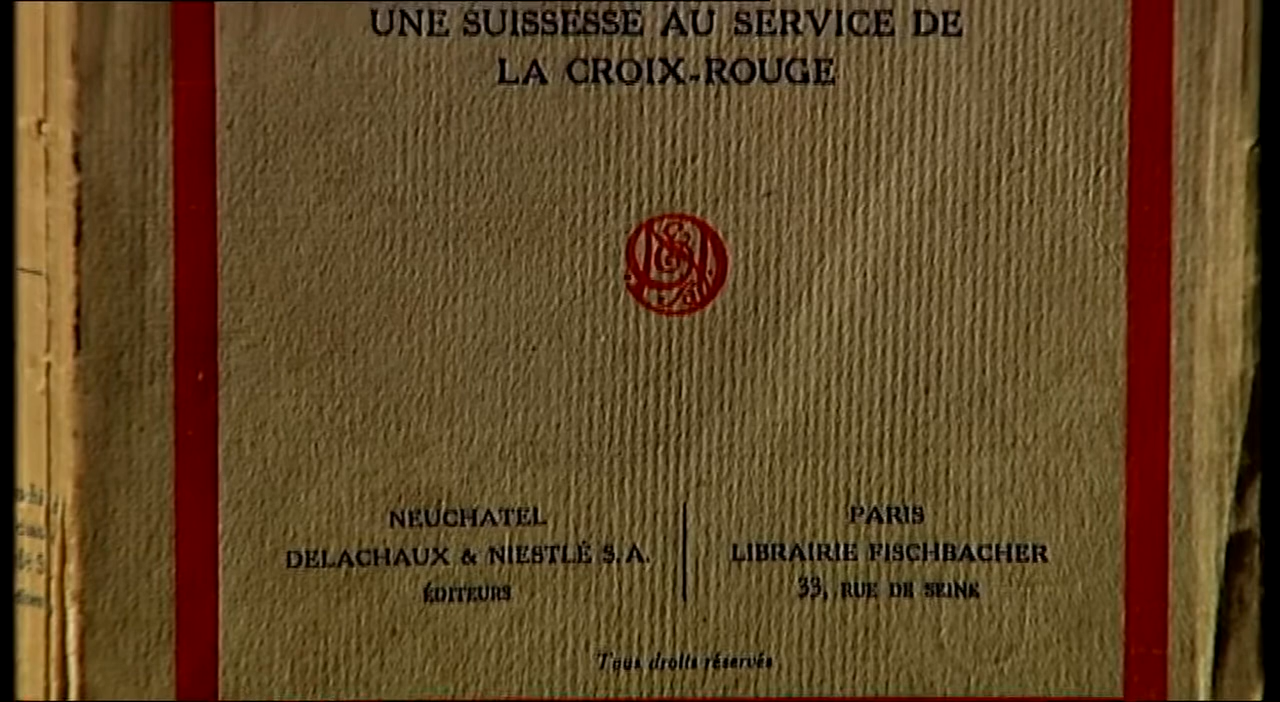 UNE SUISSESSE AU SERVICE DE
LA CROIX-ROUGE
NEUCHATEL
DELACHAUX & NIESTLÉ S. A.
ÉDITEURS
PARIS
LIBRAIRIE FISCHBACHER
33, RUE DE SEINE
Tous droits réservés